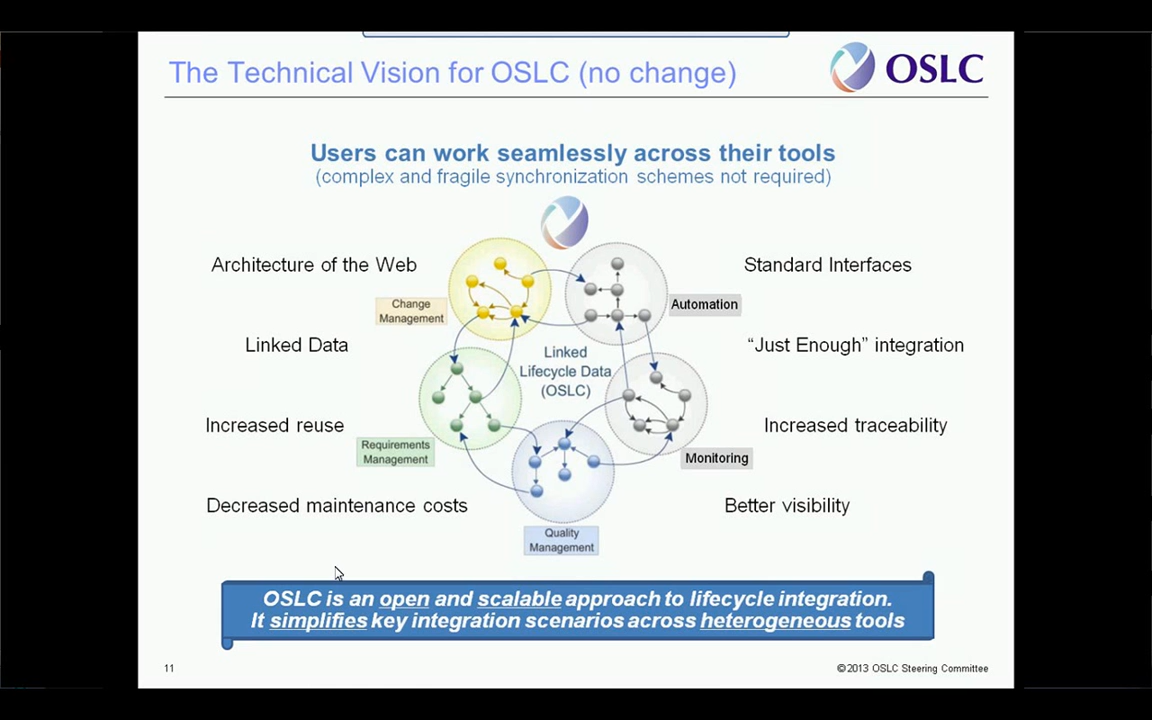 The Technical Vision for OSLC (no change)
OSLC
Users can work seamlessly across their tools
(complex and fragile synchronization schemes not required)
Architecture of the Web
Standard Interfaces
Change
Management
Automation
Linked Data
Linked
Lifecycle Data
(OSLC)
“Just Enough” integration
Increased reuse
Increased traceability
Requirements
Management
Monitoring
Decreased maintenance costs
Better visibility
Quality
Management
OSLC is an open and scalable approach to lifecycle integration.
It simplifies key integration scenarios across heterogeneous tools
11
©2013 OSLC Steering Committee